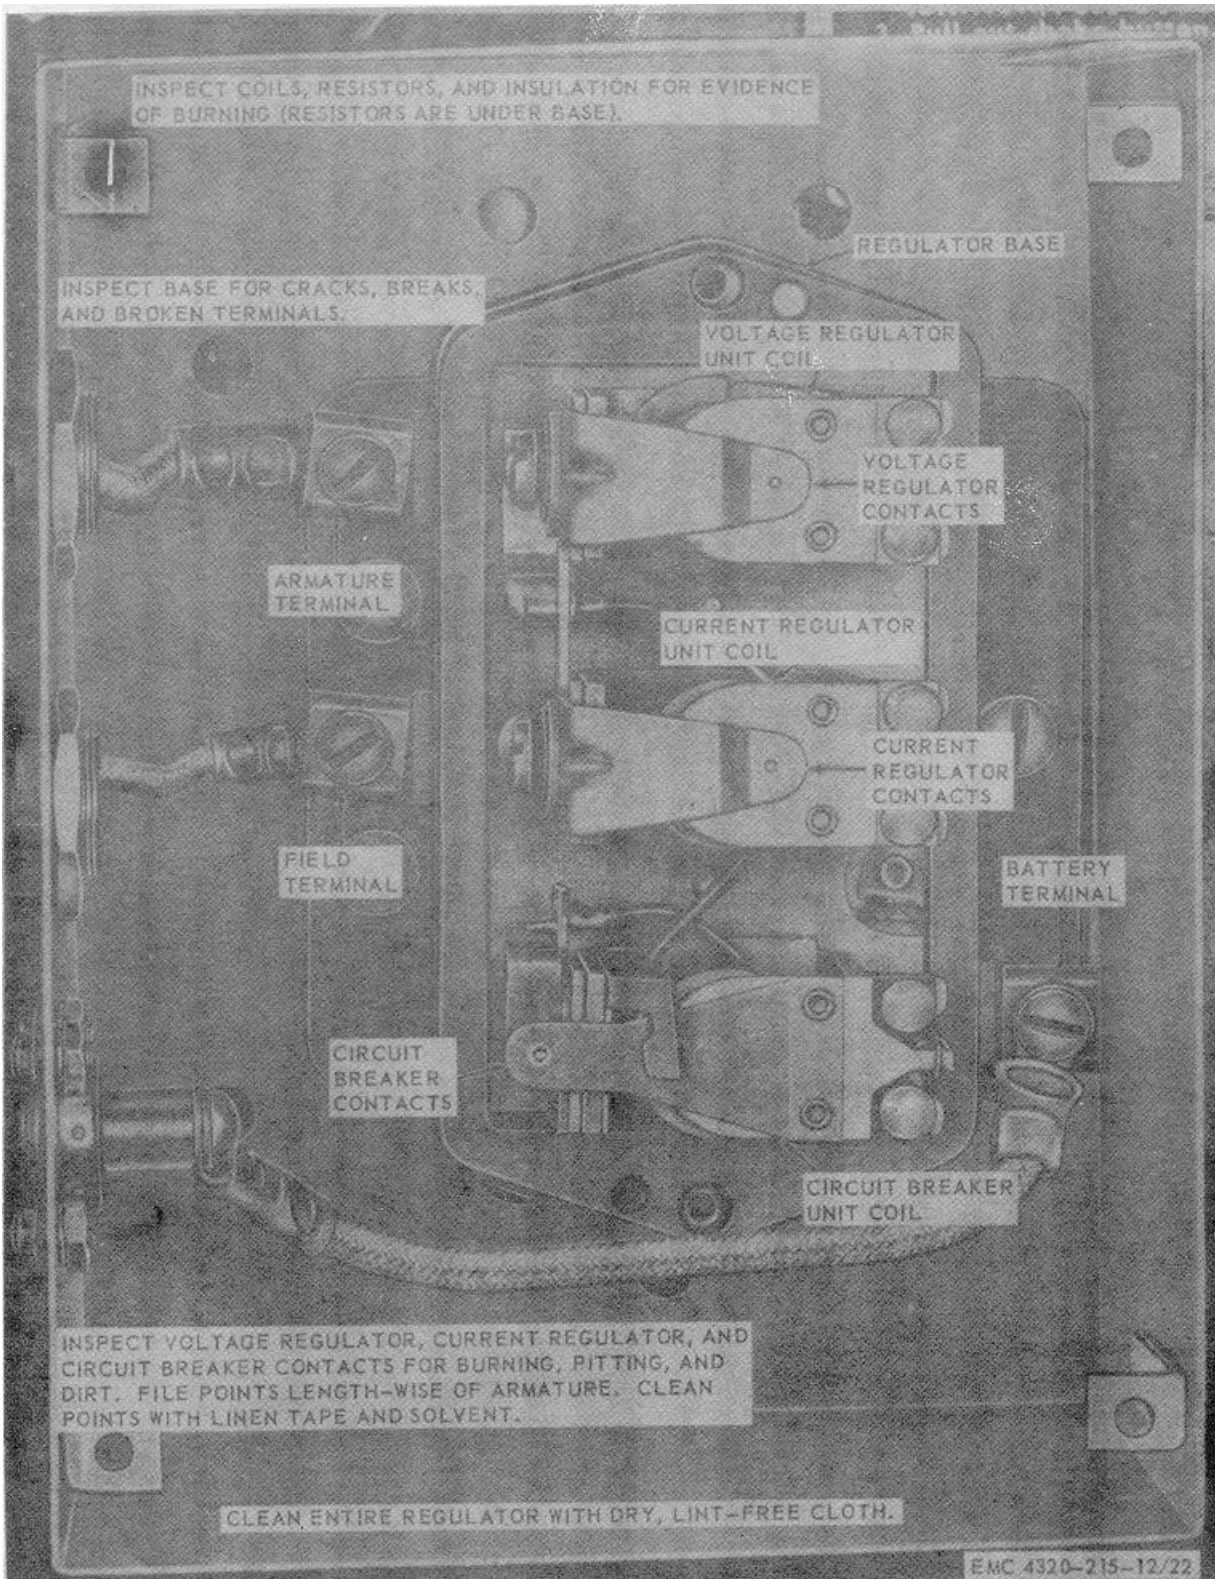 INSPECT COILS, RESISTORS, AND INSULATION FOR EVIDENCE
OF BURNING (RESISTORS ARE UNDER BASE).
REGULATOR BASE
INSPECT BASE FOR CRACKS, BREAKS,
AND BROKEN TERMINALS.
VOLTAGE REGULATOR
UNIT COIL
VOLTAGE
REGULATOR
CONTACTS
ARMATURE
TERMINAL
CURRENT REGULATOR
UNIT COIL
CURRENT
REGULATOR
CONTACTS
FIELD
TERMINAL
BATTERY
TERMINAL
CIRCUIT
BREAKER
CONTACTS
CIRCUIT BREAKER
UNIT COIL
INSPECT VOLTAGE REGULATOR, CURRENT REGULATOR, AND
CIRCUIT BREAKER CONTACTS FOR BURNING, PITTING, AND
DIRT. FILE POINTS LENGTH-WISE OF ARMATURE. CLEAN
POINTS WITH LINEN TAPE AND SOLVENT.
CLEAN ENTIRE REGULATOR WITH DRY, LINT-FREE CLOTH.
EMC 4320-215-12/22